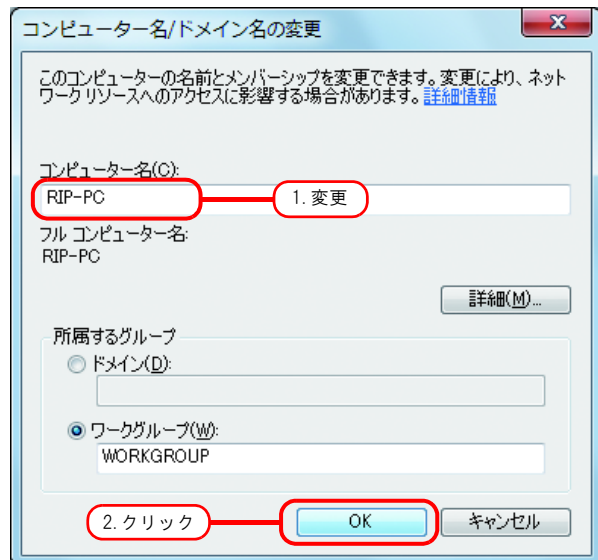 コンピューター名/ドメイン名の変更
このコンピューターの名前とメンバーシップを変更できます。変更により、ネット
ワーク リソースへのアクセスに影響する場合があります。詳細情報
コンピューター名(C):
RIP-PC
1. 変更
フル コンピューター名:
RIP-PC
詳細(M)...
所属するグループ
ドメイン(D):
ワークグループ(W):
WORKGROUP
2. クリック
OK
キャンセル